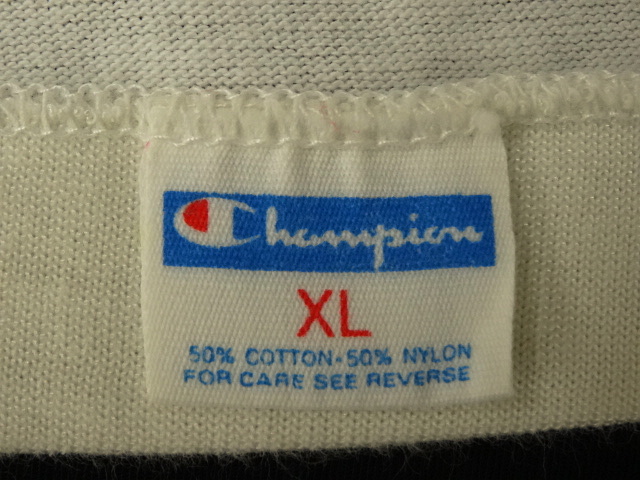 Champion
XL
50% COTTON·50% NYLON
FOR CARE SEE REVERSE